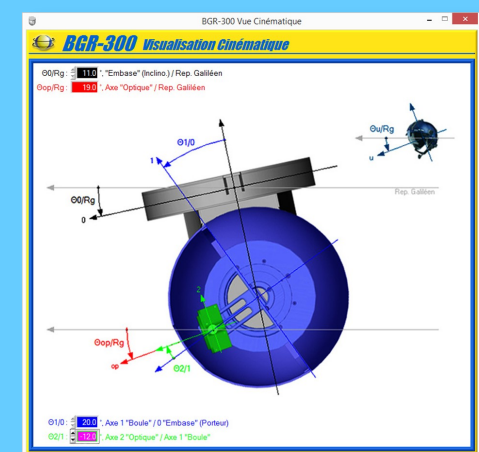 BGR-300 Vue Cinématique
BGR-300 Visualisation Cinématique
Θ0/Rg : 11.0 °, "Embase" (Inclino.) / Rep. Galiléen
Θop/Rg : 19.0 °, Axe "Optique" / Rep. Galiléen
Θ1/0
1
Θu/Rg
u
Rep. Galiléen
Θ0/Rg
0
2
Θop/Rg
op
Θ2/1
Θ1/0 : 20.0 °, Axe 1 "Boule" / 0 "Embase" (Porteur)
Θ2/1 : -12.0 °, Axe 2 "Optique" / Axe 1 "Boule"